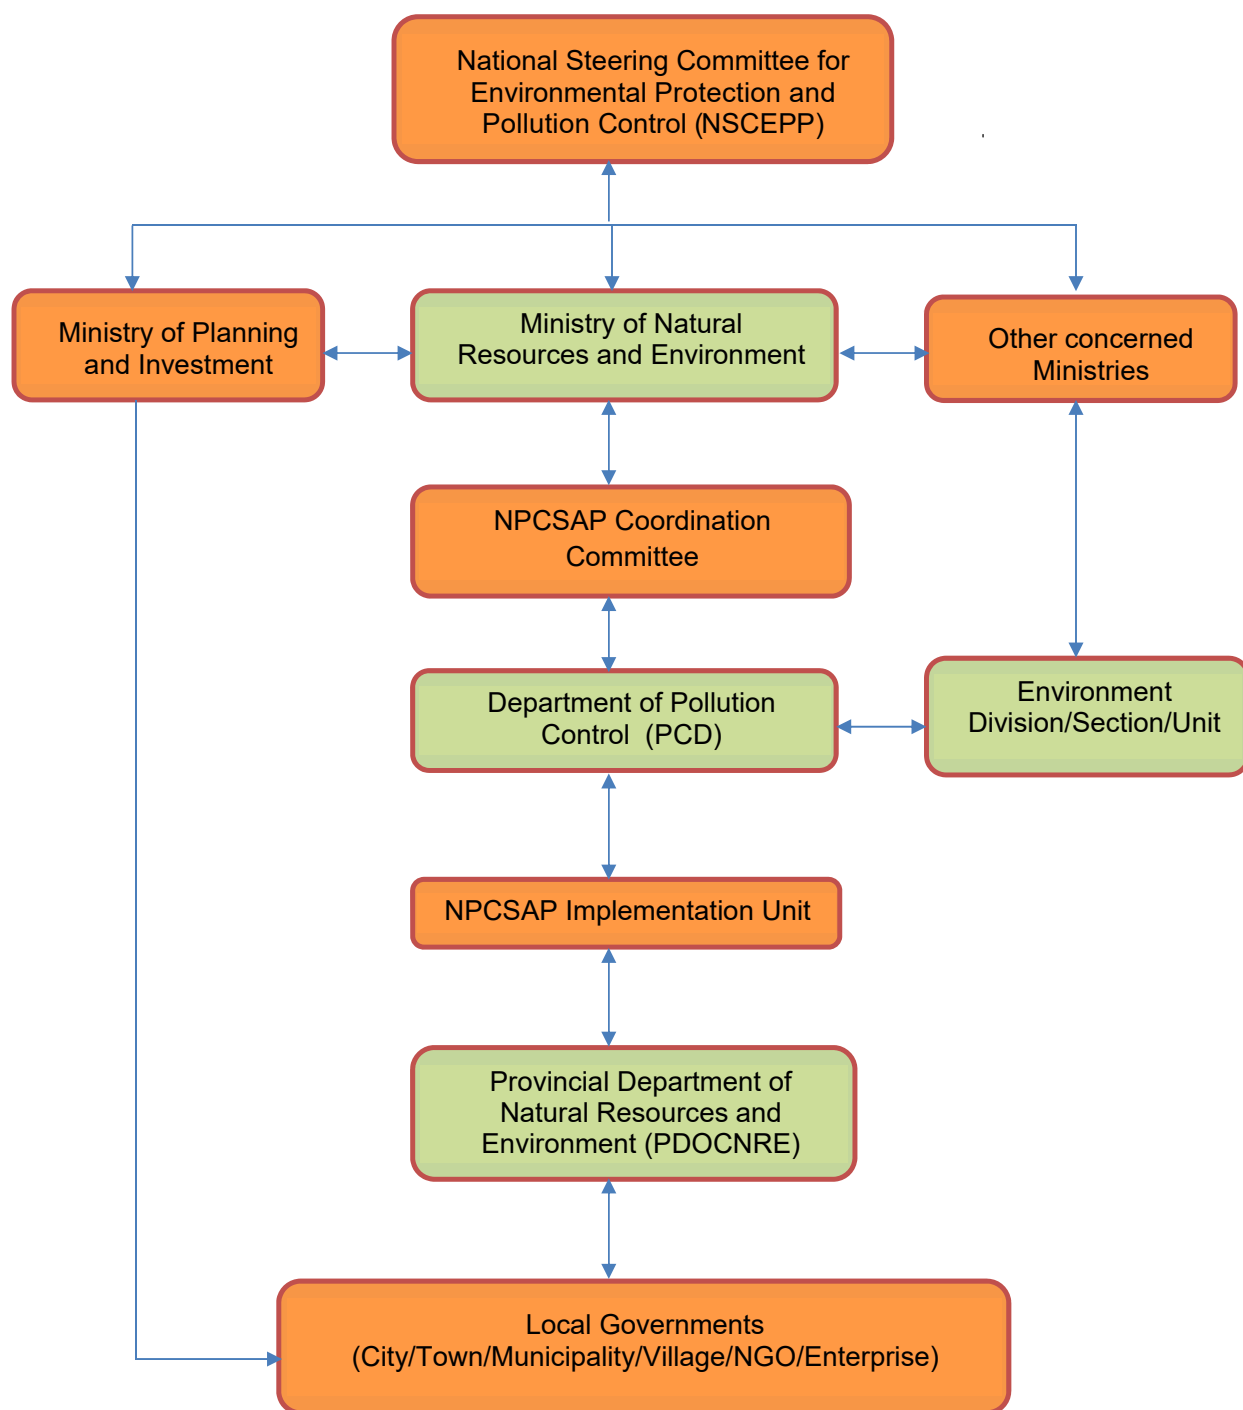 National Steering Committee for
Environmental Protection and
Pollution Control (NSCEPP)
Ministry of Planning
and Investment
Ministry of Natural
Resources and Environment
Other concerned
Ministries
NPCSAP Coordination
Committee
Department of Pollution
Control (PCD)
Environment
Division/Section/Unit
NPCSAP Implementation Unit
Provincial Department of
Natural Resources and
Environment (PDOCNRE)
Local Governments
(City/Town/Municipality/Village/NGO/Enterprise)